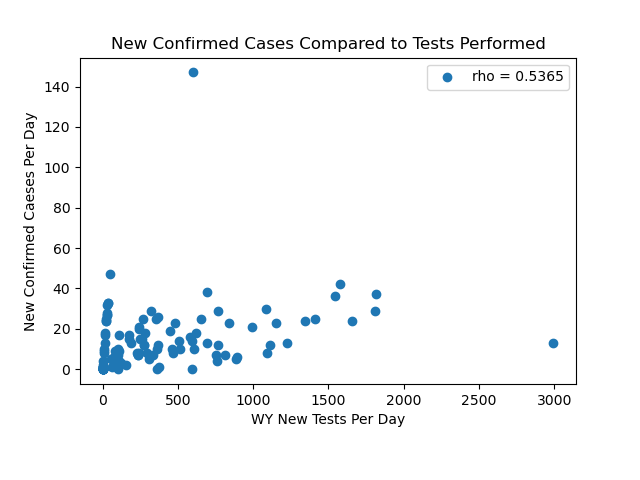 New Confirmed Cases Compared to Tests Performed
rho = 0.5365
New Confirmed Caeses Per Day
140
120
100
80
60
40
20
0
0 500 1000 1500 2000 2500 3000
WY New Tests Per Day